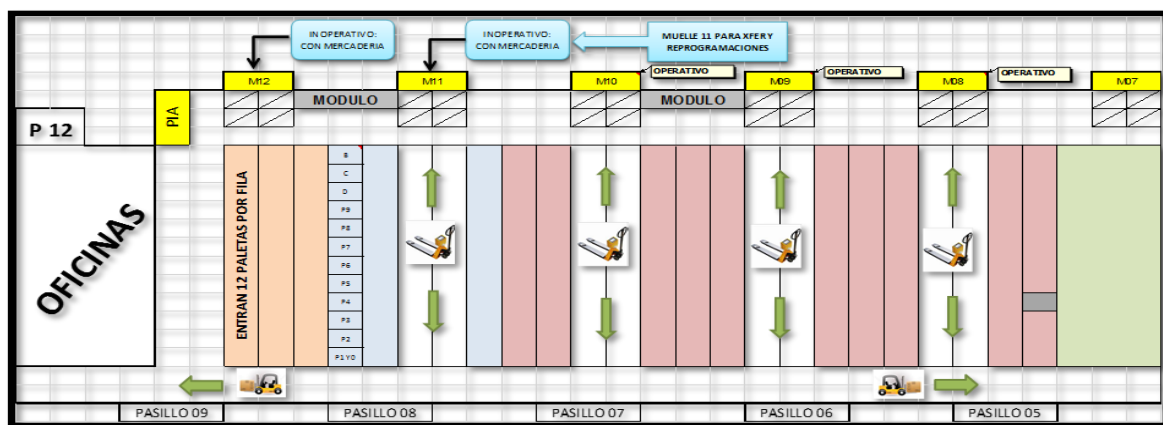 INOPERATIVO:
CON MERCADERIA
INOPERATIVO:
CON MERCADERIA
MUELLE 11 PARA XFER Y
REPROGRAMACIONES
M12
M11
M10
OPERATIVO
M09
OPERATIVO
M08
OPERATIVO
M07
MODULO
MODULO
PIA
P 12
OFICINAS
ENTRAN 12 PALETAS POR FILA
B
C
D
P9
P8
P7
P6
P5
P4
P3
P2
P1 Y0
PASILLO 09
PASILLO 08
PASILLO 07
PASILLO 06
PASILLO 05